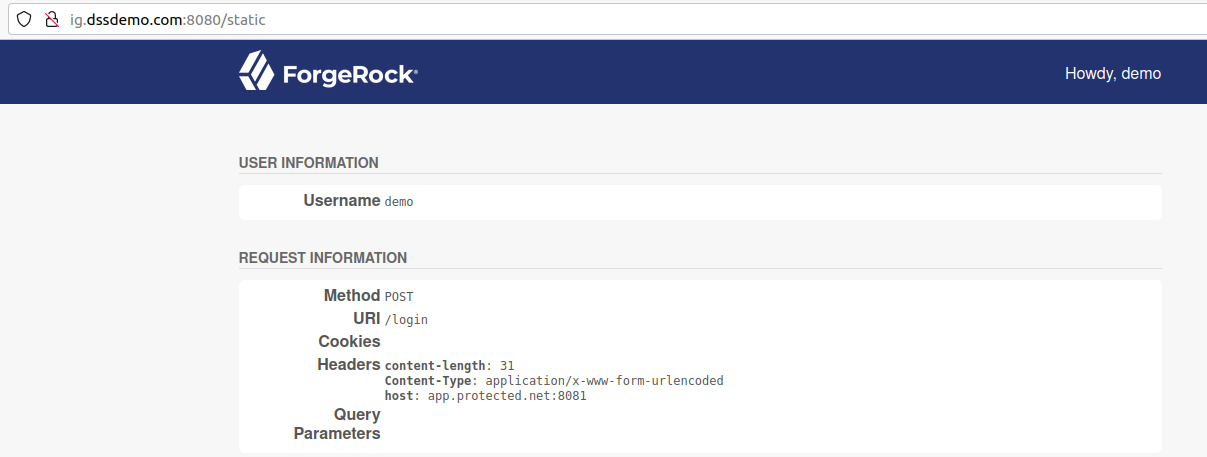 ig.dssdemo.com:8080/static
ForgeRock®
Howdy, demo
USER INFORMATION
Username demo
REQUEST INFORMATION
Method POST
URI /login
Cookies
Headers content-length: 31
Content-Type: application/x-www-form-urlencoded
host: app.protected.net:8081
Query
Parameters